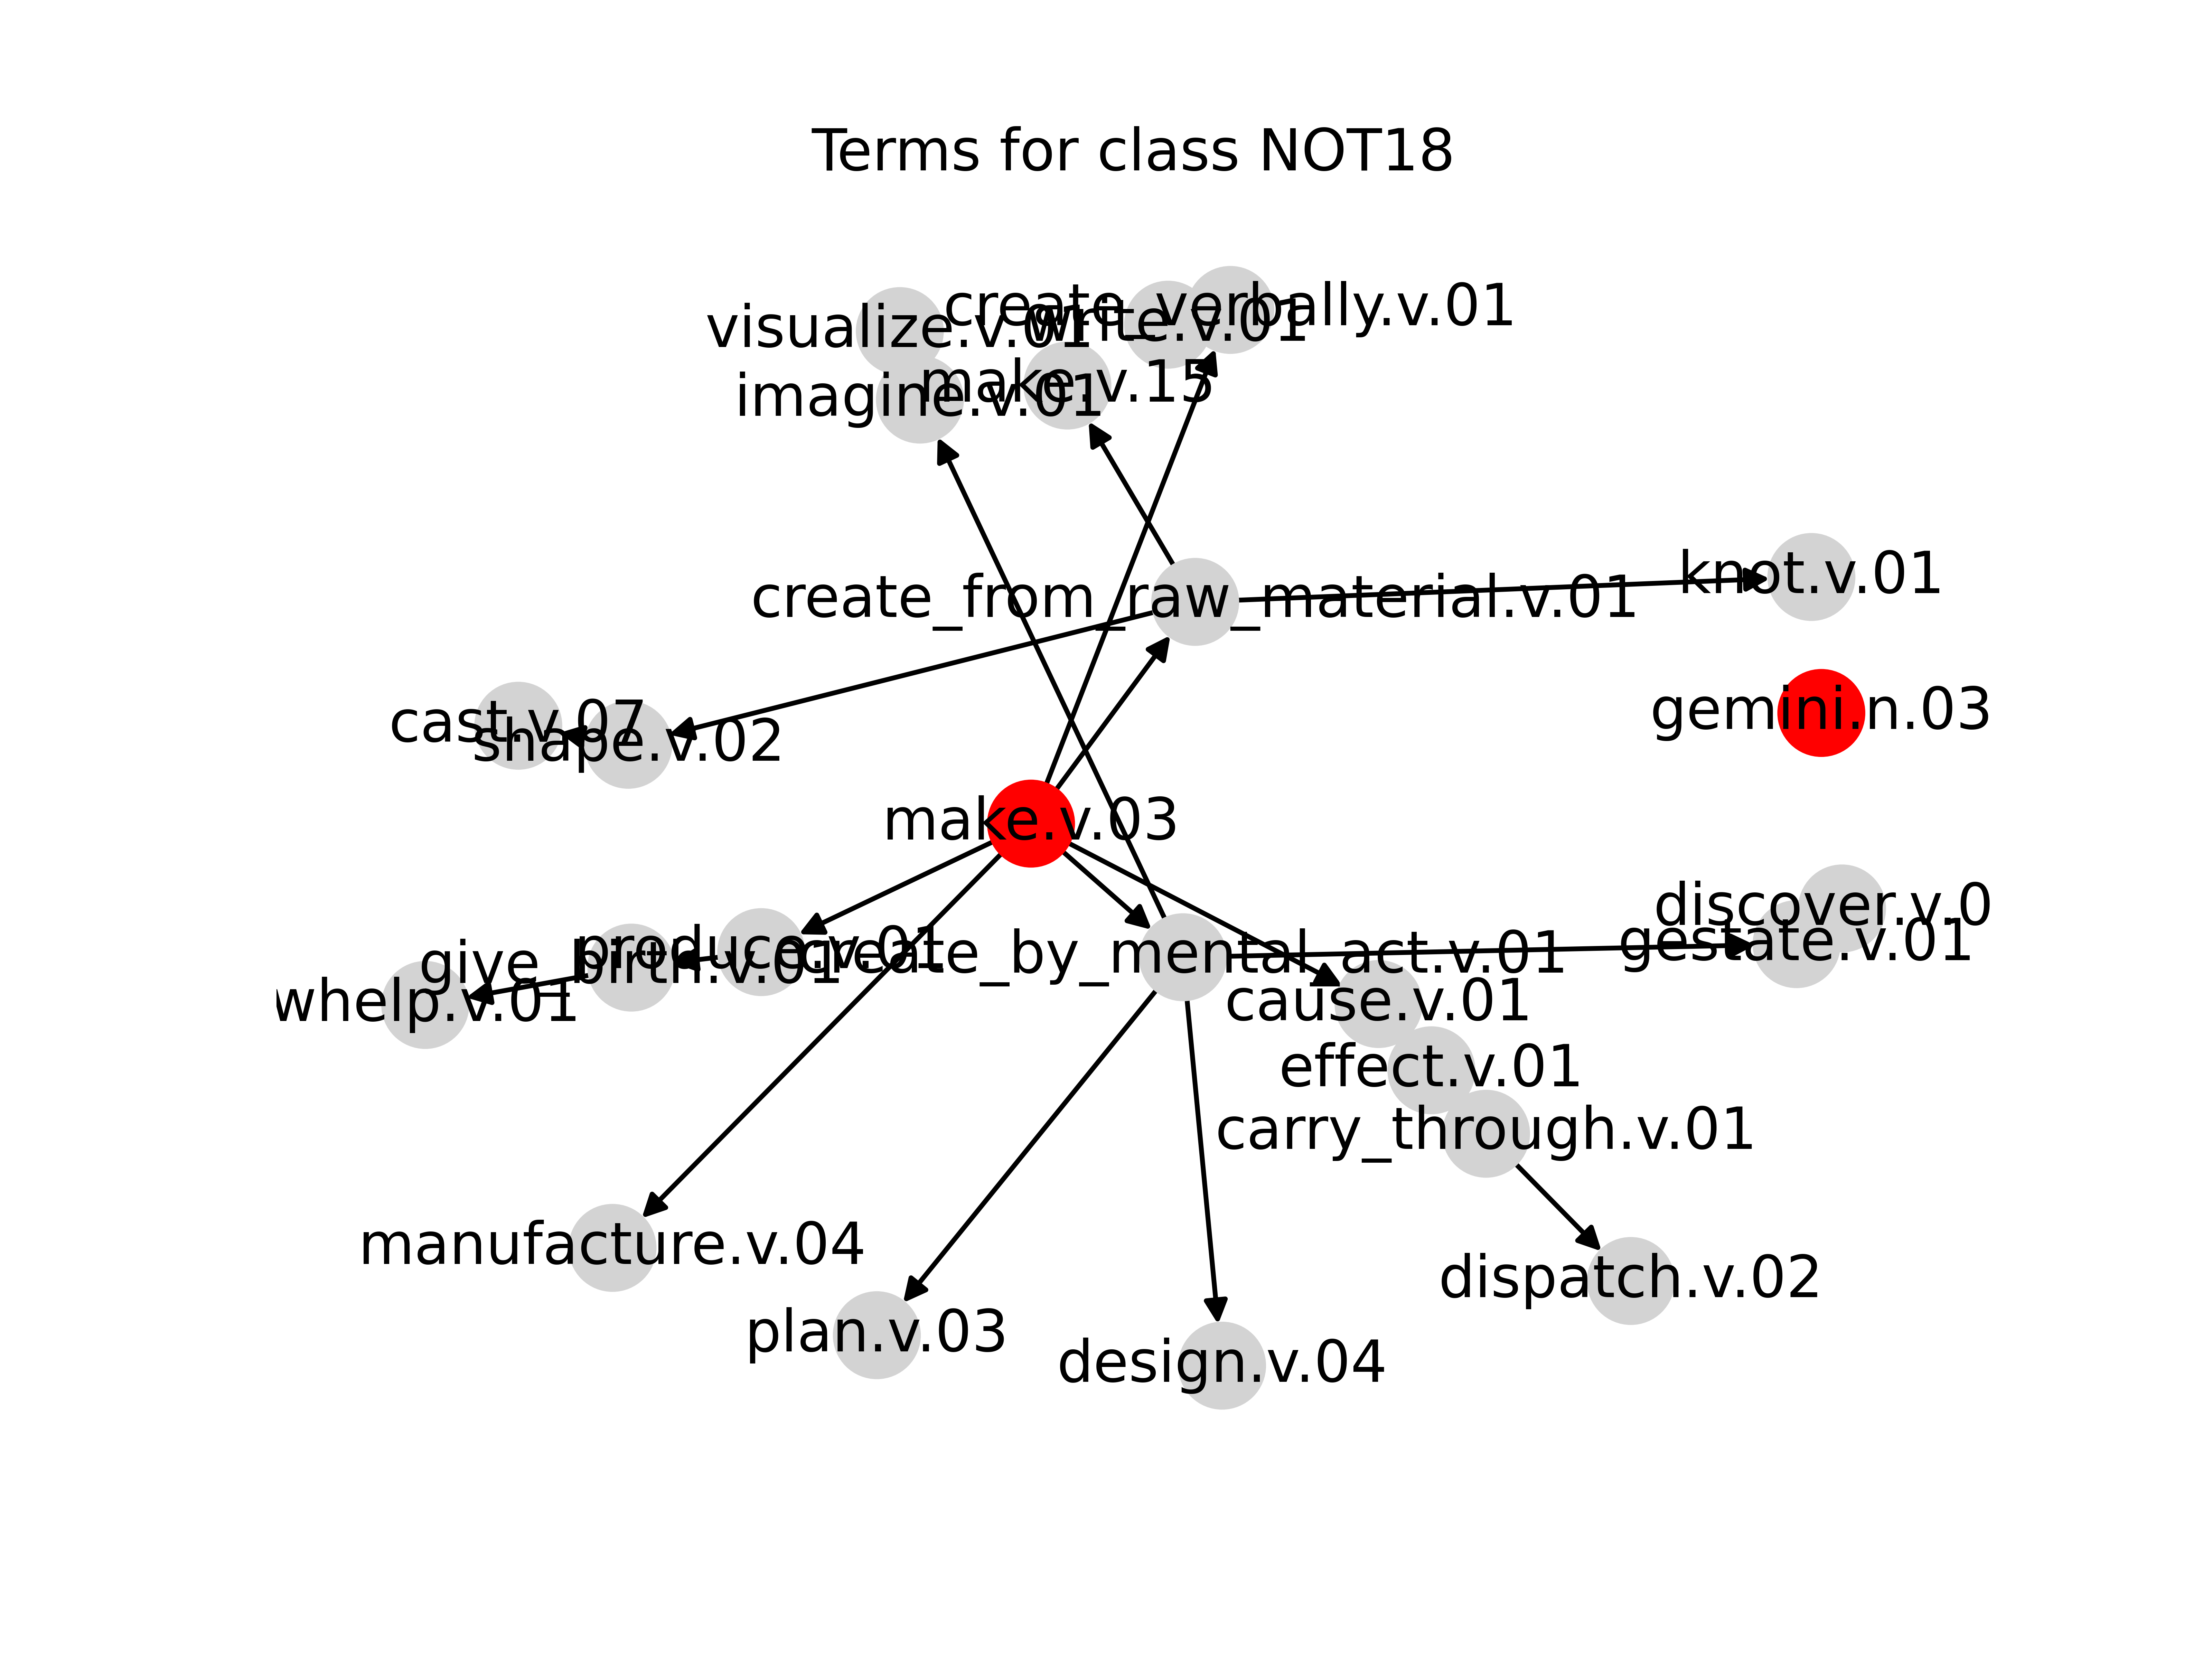 Terms for class NOT18
create_verbally.v.01
write.v.01
visualize.v.01
make.v.15
imagine.v.01
knot.v.01
create_from_raw_material.v.01
gemini.n.03
cast.v.07
shape.v.02
make.v.03
discover.v.0
gestate.v.01
produce.v.01
create_by_mental_act.v.01
give_birth.v.01
whelp.v.01
cause.v.01
effect.v.01
carry_through.v.01
manufacture.v.04
dispatch.v.02
plan.v.03
design.v.04